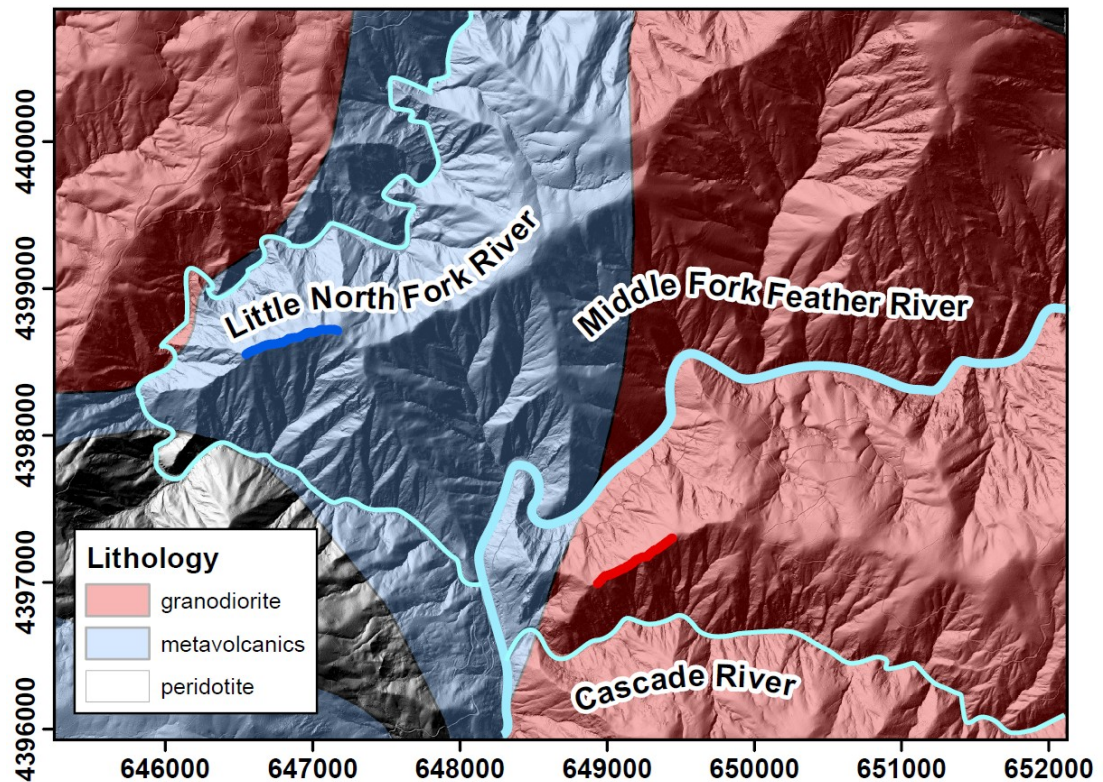 4400000
4399000
4398000
4397000
4396000
Little North Fork River
Middle Fork Feather River
Cascade River
Lithology
granodiorite
metavolcanics
peridotite
646000 647000 648000 649000 650000 651000 652000